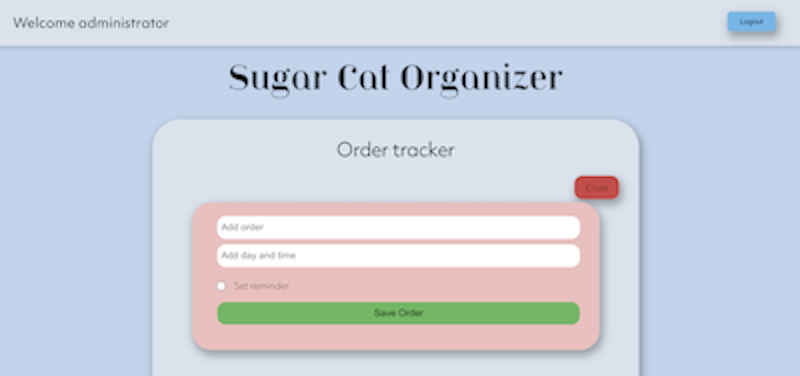 Welcome administrator
Logout
Sugar Cat Organizer
Order tracker
Close
Add order
Add day and time
Set reminder
Save Order